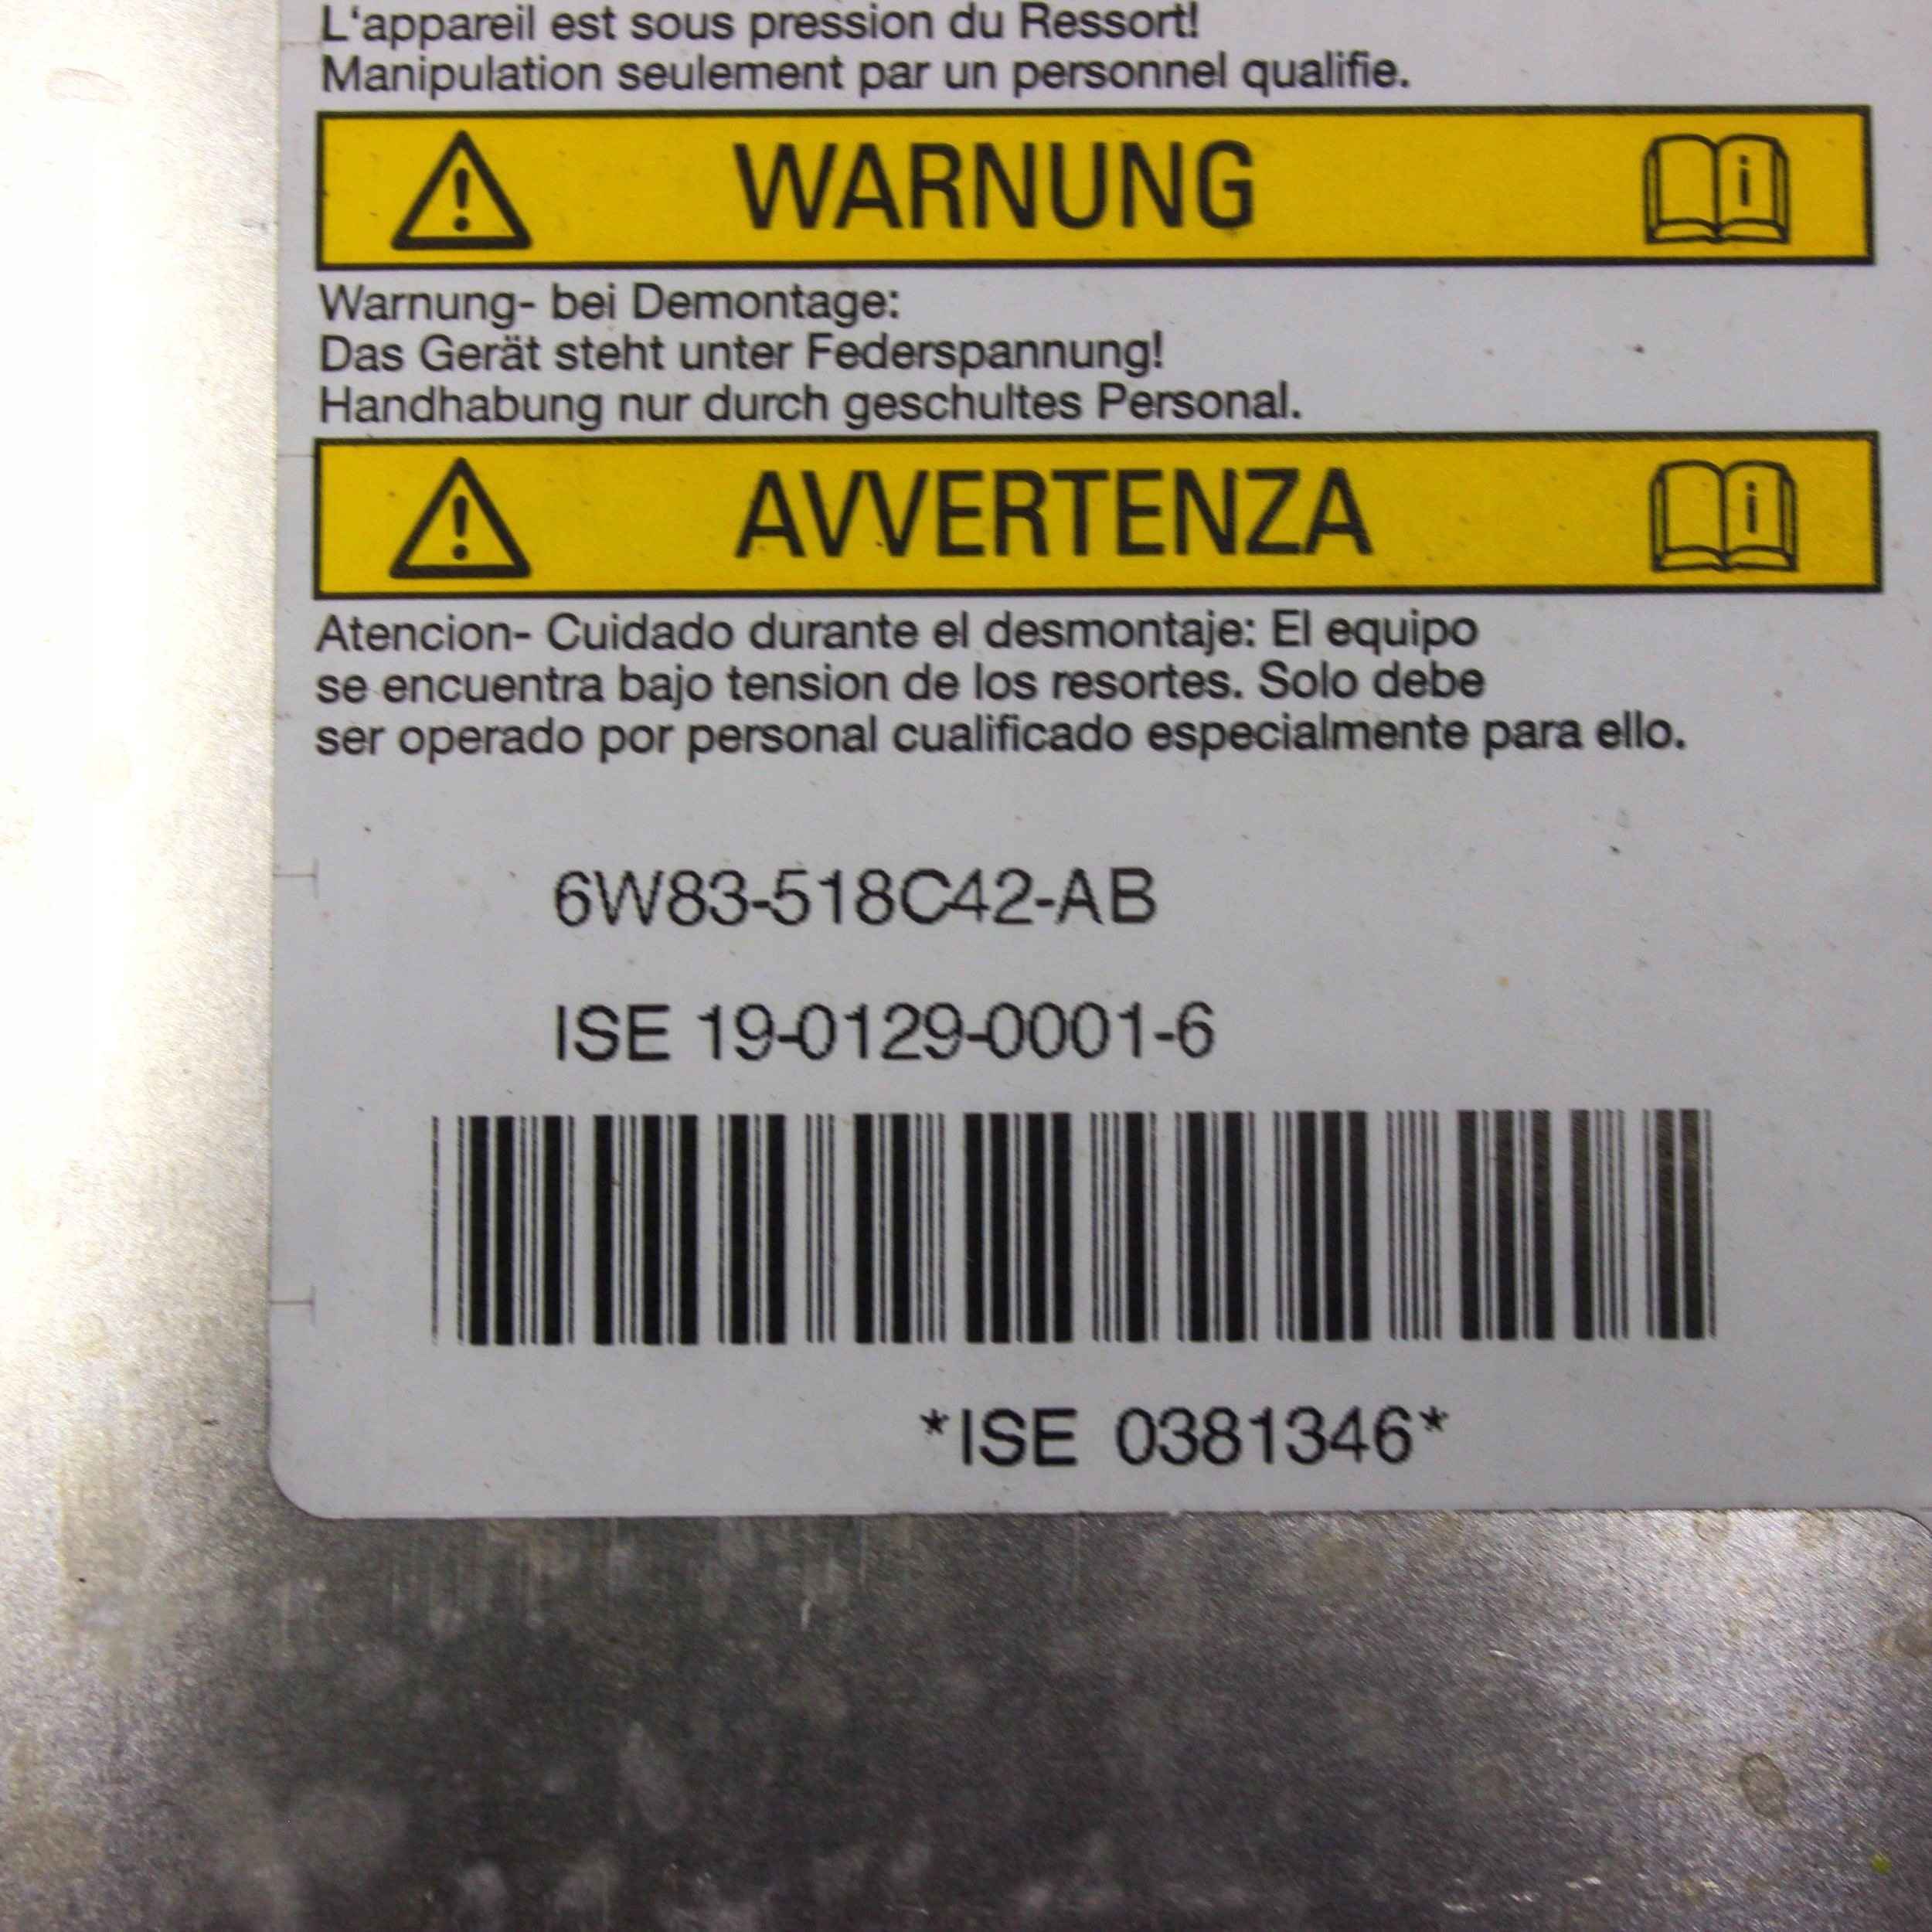 L‘appareil est sous pression du Ressort!
Manipulation seulement par un personnel qualifie.
WARNUNG
Warnung- bei Demontage:
Das Gerät steht unter Federspannung!
Handhabung nur durch geschultes Personal.
AVVERTENZA
Atencion- Cuidado durante el desmontaje: El equipo
se encuentra bajo tension de los resortes. Solo debe
ser operado por personal cualificado especialmente para ello.
6W83-518C42-AB
ISE 19-0129-0001-6
*ISE 0381346*